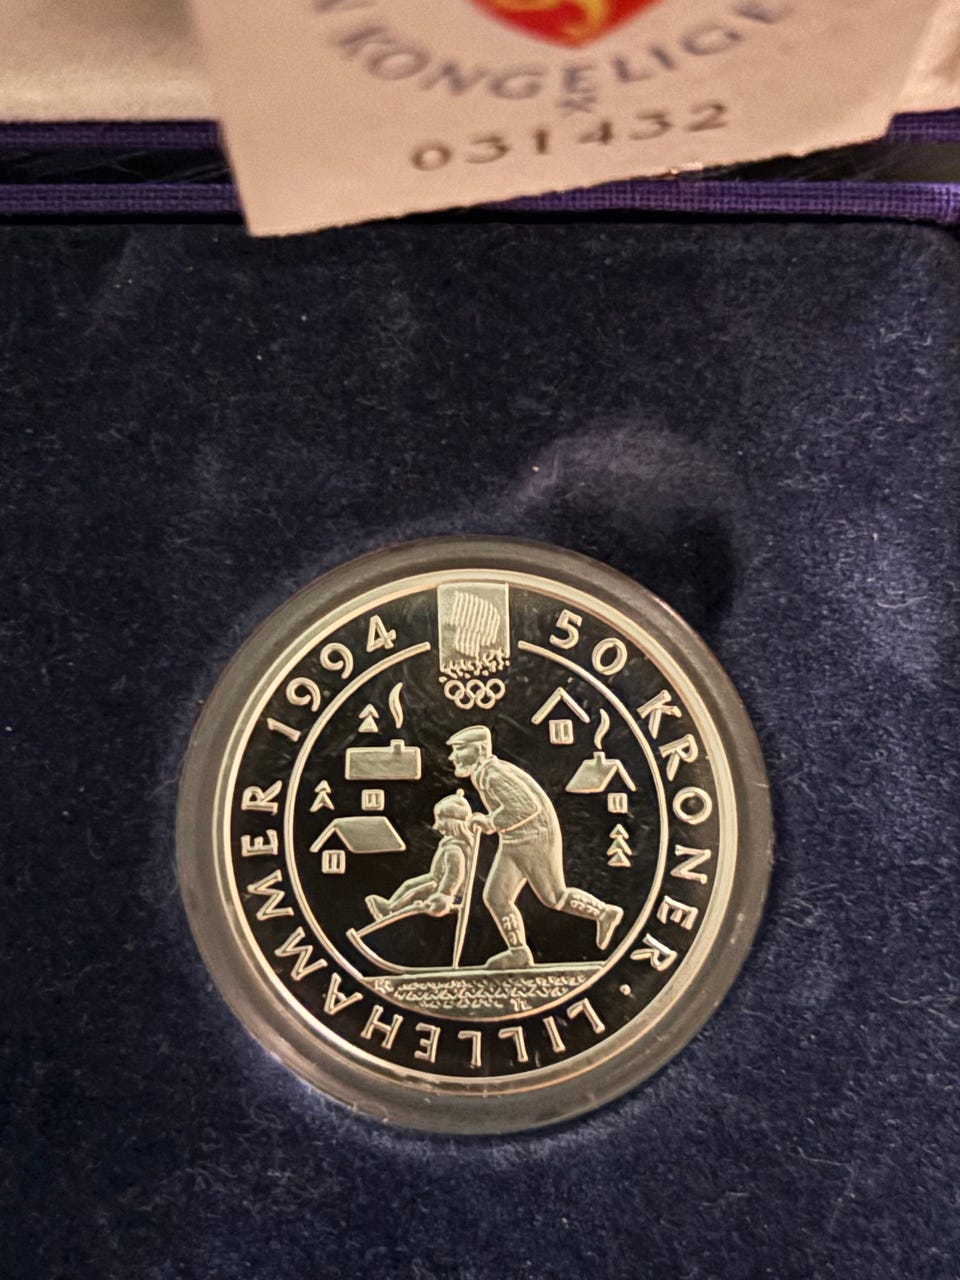 KONGELIGE
031432
50 KRONER · LILLEHAMMER 1994